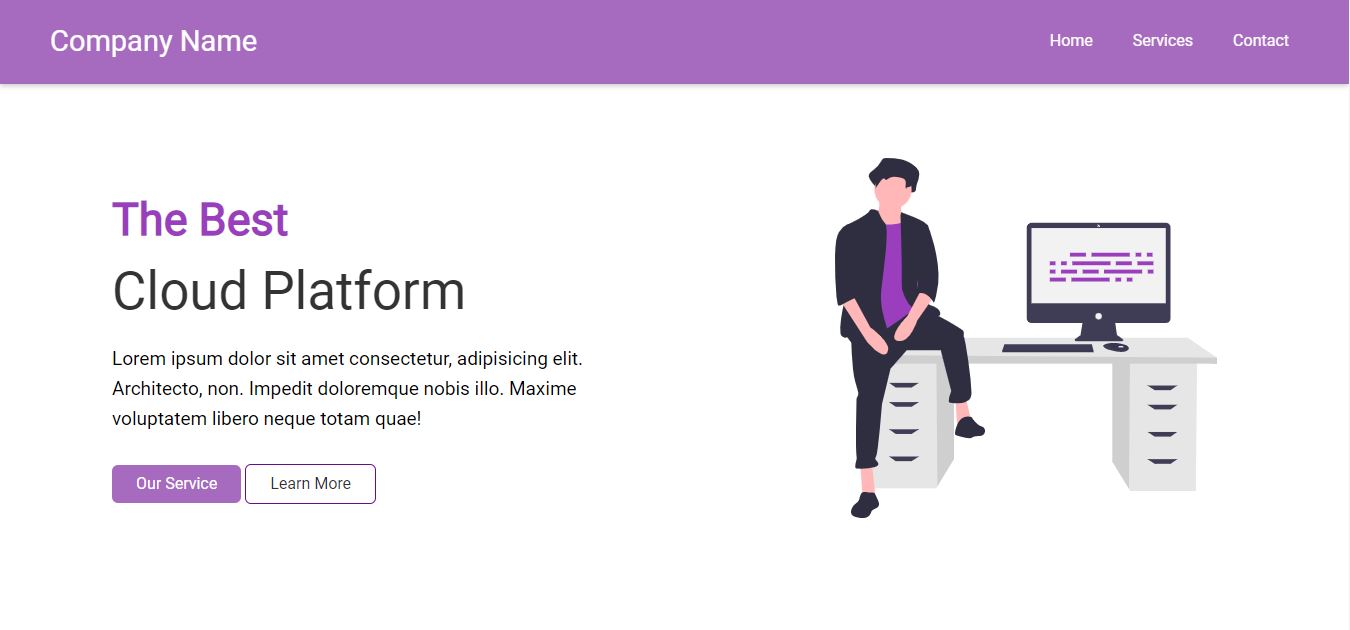 Company Name
Home Services Contact
The Best
Cloud Platform
Lorem ipsum dolor sit amet consectetur, adipisicing elit.
Architecto, non. Impedit doloremque nobis illo. Maxime
voluptatem libero neque totam quae!
Our Service Learn More